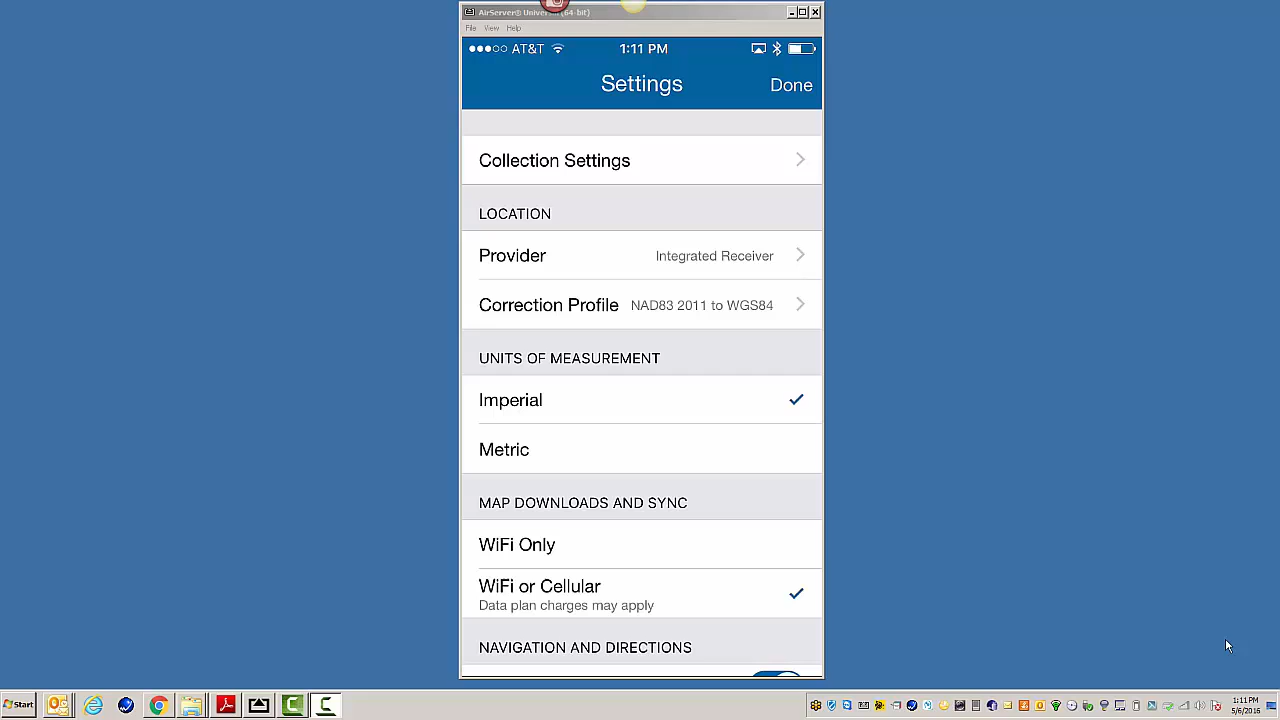 AirServer® Universal (64-bit)
File View Help
AT&T 1:11 PM
Settings
Done
Collection Settings
LOCATION
Provider Integrated Receiver
Correction Profile NAD83 2011 to WGS84
UNITS OF MEASUREMENT
Imperial
Metric
MAP DOWNLOADS AND SYNC
WiFi Only
WiFi or Cellular
Data plan charges may apply
NAVIGATION AND DIRECTIONS
Start
1:11 PM
5/6/2016